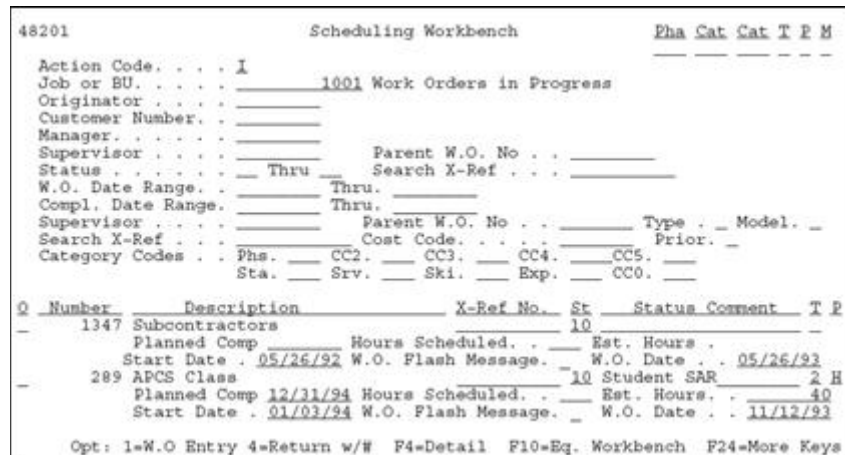 48201 Scheduling Workbench Pha Cat Cat T P M
Action Code. . . . I
Job or BU. . . . . 1001 Work Orders in Progress
Originator . . . .
Customer Number. .
Manager. . . . . .
Supervisor . . . . Parent W.O. No . .
Status . . . . . . Thru Search X-Ref . . .
W.O. Date Range. . Thru.
Compl. Date Range. Thru.
Supervisor . . . . Parent W.O. No . . Type . Model.
Search X-Ref . . . Cost Code. . . . . Prior.
Category Codes . . Phs. CC2. CC3. CC4. CC5.
Sta. Srv. Ski. Exp. CC0.
O Number Description X-Ref No. St Status Comment T P
1347 Subcontractors 10
Planned Comp Hours Scheduled. . Est. Hours .
Start Date . 05/26/92 W.O. Flash Message. W.O. Date . . 05/26/93
289 APCS Class 10 Student SAR 2 H
Planned Comp 12/31/94 Hours Scheduled. . Est. Hours. . 40
Start Date . 01/03/94 W.O. Flash Message. W.O. Date . . 11/12/93
Opt: 1=W.O Entry 4=Return w/# F4=Detail F10=Eq. Workbench F24=More Keys